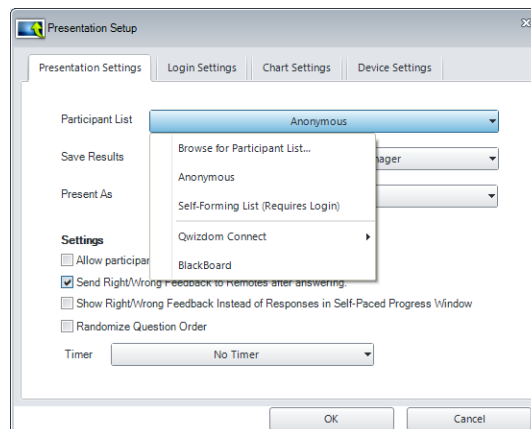 Presentation Setup
Presentation Settings Login Settings Chart Settings Device Settings
Participant List Anonymous
Browse for Participant List...
Save Results
Anonymous
Present As
Self-Forming List (Requires Login)
Settings
Qwizdom Connect
Allow
BlackBoard
Send Right/Wrong Feedback to Remotes after answering.
Show Right/Wrong Feedback Instead of Responses in Self-Paced Progress Window
Randomize Question Order
Timer No Timer
OK Cancel